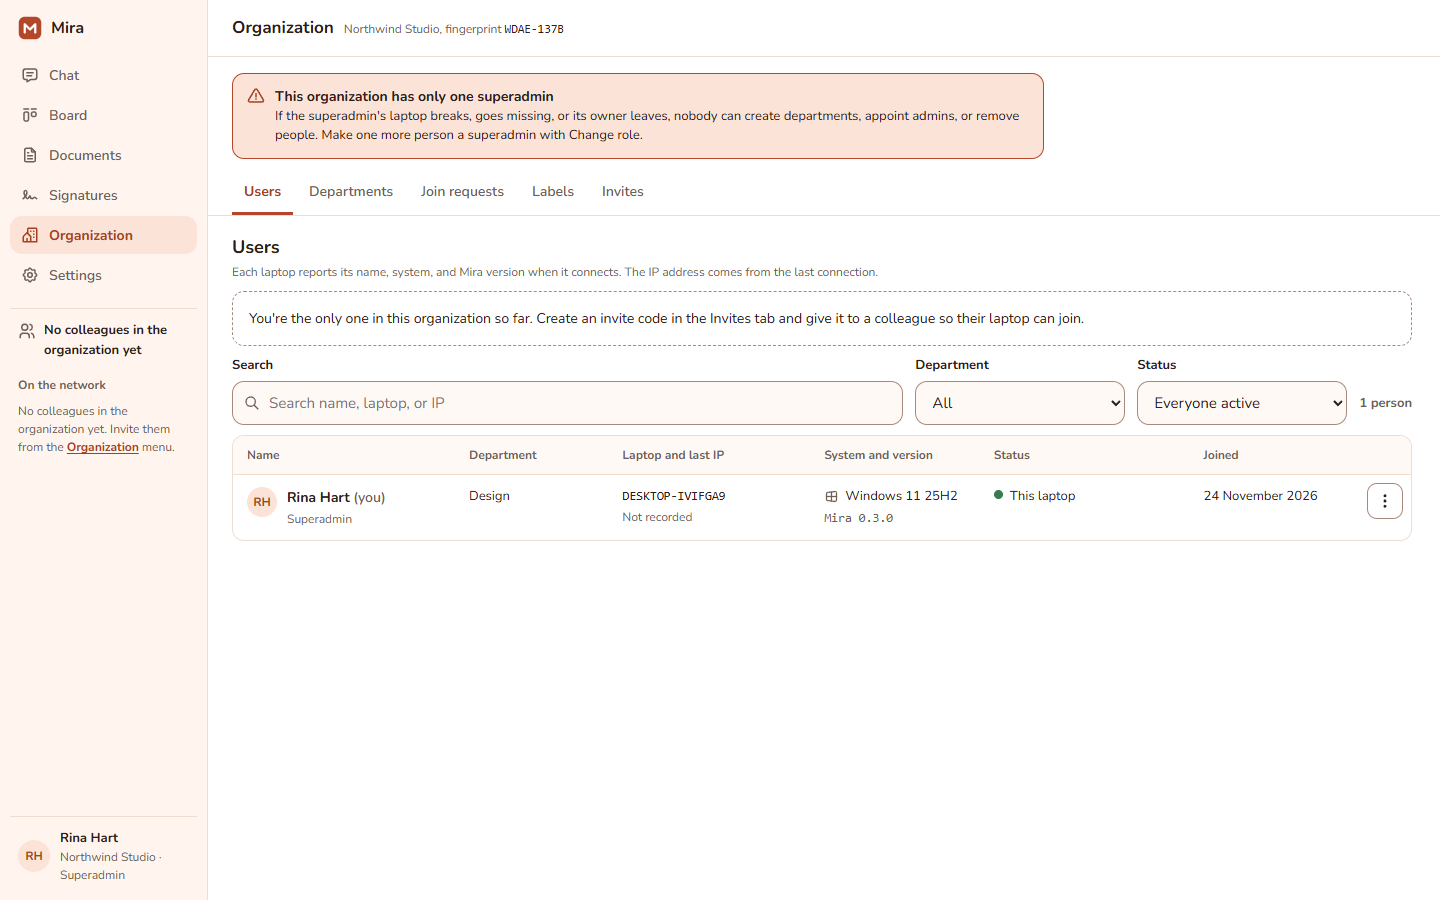 Mira
Chat
Board
Documents
Signatures
Organization
Settings
No colleagues in the
organization yet
On the network
No colleagues in the
organization yet. Invite them
from the Organization menu.
RH
Rina Hart
Northwind Studio ·
Superadmin
Organization Northwind Studio, fingerprint WDAE-137B
This organization has only one superadmin
If the superadmin's laptop breaks, goes missing, or its owner leaves, nobody can create departments, appoint admins, or remove
people. Make one more person a superadmin with Change role.
Users Departments Join requests Labels Invites
Users
Each laptop reports its name, system, and Mira version when it connects. The IP address comes from the last connection.
You're the only one in this organization so far. Create an invite code in the Invites tab and give it to a colleague so their laptop can join.
Search Department Status
Search name, laptop, or IP All Everyone active 1 person
Name Department Laptop and last IP System and version Status Joined
RH Rina Hart (you) Design DESKTOP-IVIFGA9 Windows 11 25H2 This laptop 24 November 2026
Superadmin Not recorded Mira 0.3.0